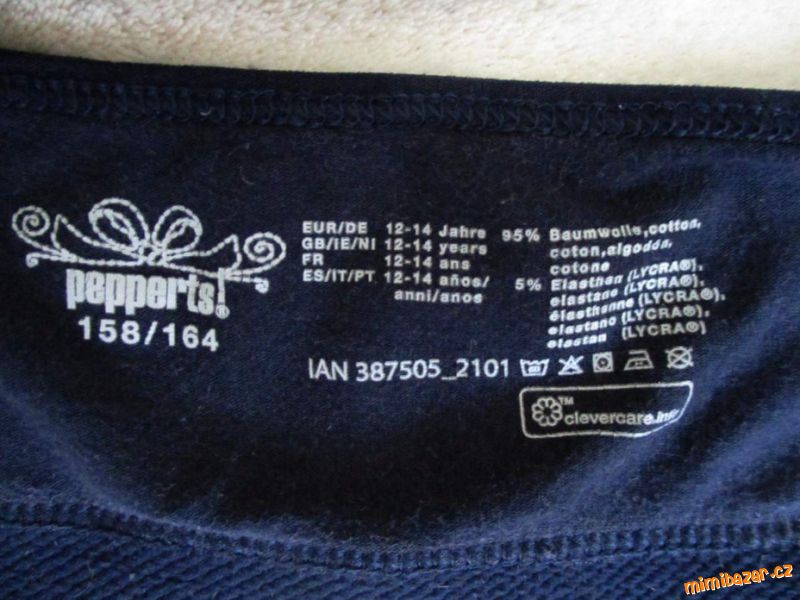 pepperts!®
158/164
EUR/DE 12-14 Jahre
GB/IE/NI 12-14 years
FR 12-14 ans
ES/IT/PT 12-14 años/
anni/anos
95% Baumwolle,cotton,
coton,algodón,
cotone
5% Elasthan (LYCRA®),
elastane (LYCRA®),
élasthanne (LYCRA®),
elastano (LYCRA®),
elastan (LYCRA®)
IAN 387505_2101
™
clevercare.info
mimibazar.cz